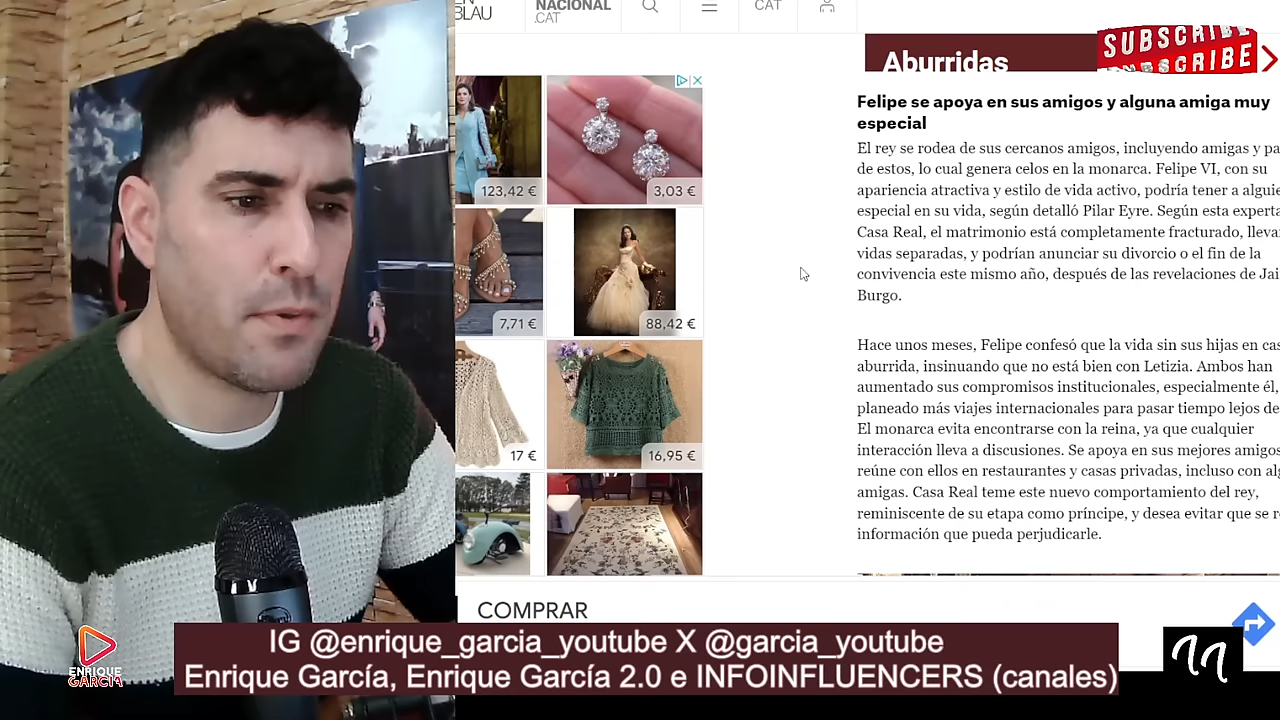 BLAU
NACIONAL
.CAT
CAT
SUBSCRIBE
SUBSCRIBE
Aburridas
Felipe se apoya en sus amigos y alguna amiga muy
especial
El rey se rodea de sus cercanos amigos, incluyendo amigas y
de estos, lo cual genera celos en la monarca. Felipe VI, con su
apariencia atractiva y estilo de vida activo, podría tener a
especial en su vida, según detalló Pilar Eyre. Según esta
Casa Real, el matrimonio está completamente fracturado,
vidas separadas, y podrían anunciar su divorcio o el fin de la
convivencia este mismo año, después de las revelaciones de
Burgo.
Hace unos meses, Felipe confesó que la vida sin sus hijas en
aburrida, insinuando que no está bien con Letizia. Ambos han
aumentado sus compromisos institucionales, especialmente él,
planeado más viajes internacionales para pasar tiempo lejos
El monarca evita encontrarse con la reina, ya que cualquier
interacción lleva a discusiones. Se apoya en sus mejores amigos
reúne con ellos en restaurantes y casas privadas, incluso con
amigas. Casa Real teme este nuevo comportamiento del rey,
reminiscente de su etapa como príncipe, y desea evitar que se
información que pueda perjudicarle.
123,42 €
3,03 €
7,71 €
88,42 €
17 €
16,95 €
COMPRAR
IG @enrique_garcia_youtube X @garcia_youtube
Enrique García, Enrique García 2.0 e INFOINFLUENCERS (canales)
ENRIQUE
GARCÍA